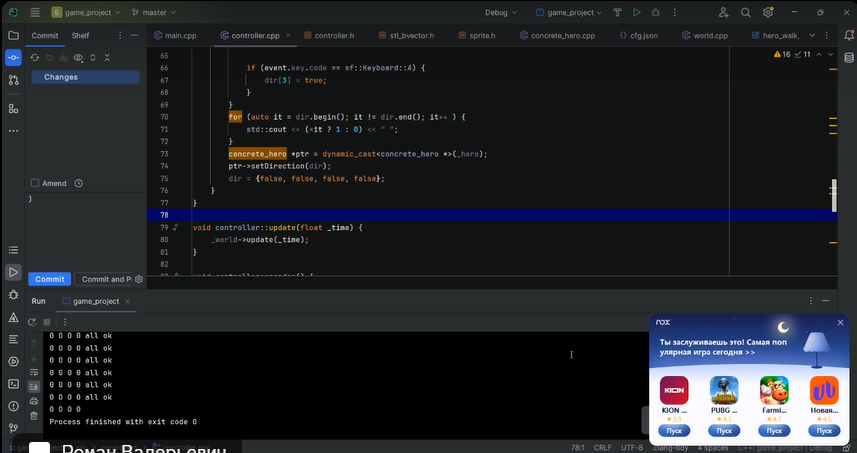 game_project
master
Debug
game_project
Commit
Shelf
main.cpp
controller.cpp
controller.h
stl_bvector.h
sprite.h
concrete_hero.cpp
cfg.json
world.cpp
hero_walk_
Changes
16
11
65
66 if (event.key.code == sf::Keyboard::A) {
67 dir[3] = true;
68 }
69 }
70 for (auto it = dir.begin(); it != dir.end(); it++ ) {
71 std::cout << (*it ? 1 : 0) << " ";
72 }
73 concrete_hero *ptr = dynamic_cast<concrete_hero *>(_hero);
74 ptr->setDirection(dir);
75 dir = {false, false, false, false};
76 }
77 }
78
79 void controller::update(float _time) {
80 _world->update(_time);
81 }
82
Amend
)
Commit
Commit and P
Run
game_project
0 0 0 0 all ok
0 0 0 0 all ok
0 0 0 0 all ok
0 0 0 0 all ok
0 0 0 0 all ok
0 0 0 0 all ok
0 0 0 0
Process finished with exit code 0
nox
Ты заслуживаешь это! Самая поп
улярная игра сегодня >>
KION
KION ...
PUBG ...
Farmi...
Новая...
3.9
4.3
4.7
4.5
Пуск
Пуск
Пуск
Пуск
Роман Валерьевич
78:1
CRLF
UTF-8
.clang-tidy
4 spaces
C++: game_project | Debug